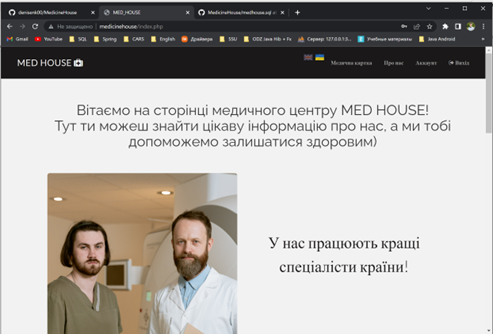 denisenk00/MedicineHouse
MED_HOUSE
MedicineHouse/medhouse.sql
Не защищено | medicinehouse/index.php
Gmail YouTube SQL Spring CARS English Драйвера SSU ODZ Java Hib + Fx Сервер: 127.0.0.1:3... Учебные материалы Java Android
MED HOUSE
Медична картка Про нас Аккаунт Вихід
Вітаємо на сторінці медичного центру MED HOUSE!
Тут ти можеш знайти цікаву інформацію про нас, а ми тобі
допоможемо залишатися здоровим)
У нас працюють кращі
спеціалісти країни!